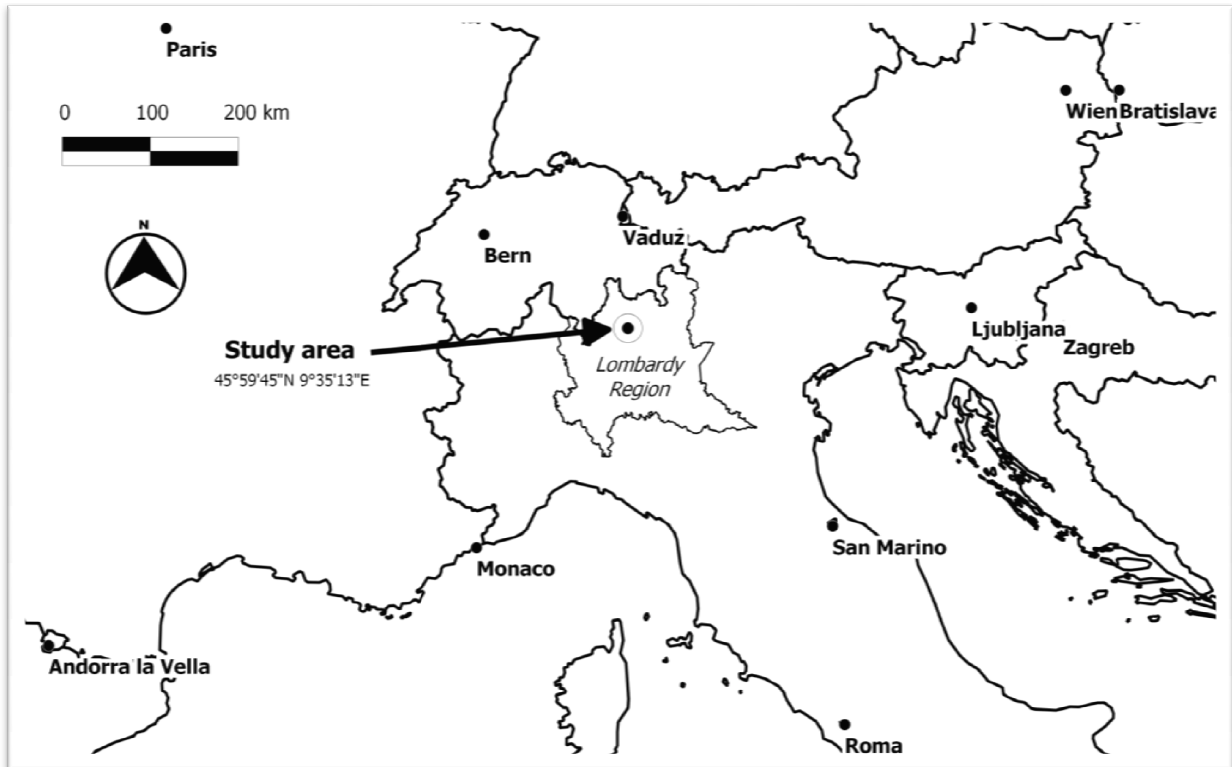 Paris
0 100 200 km
Wien
Bratislava
N
Vaduz
Bern
Study area
45°59'45"N 9°35'13"E
Lombardy
Region
Ljubljana
Zagreb
San Marino
Monaco
Andorra la Vella
Roma